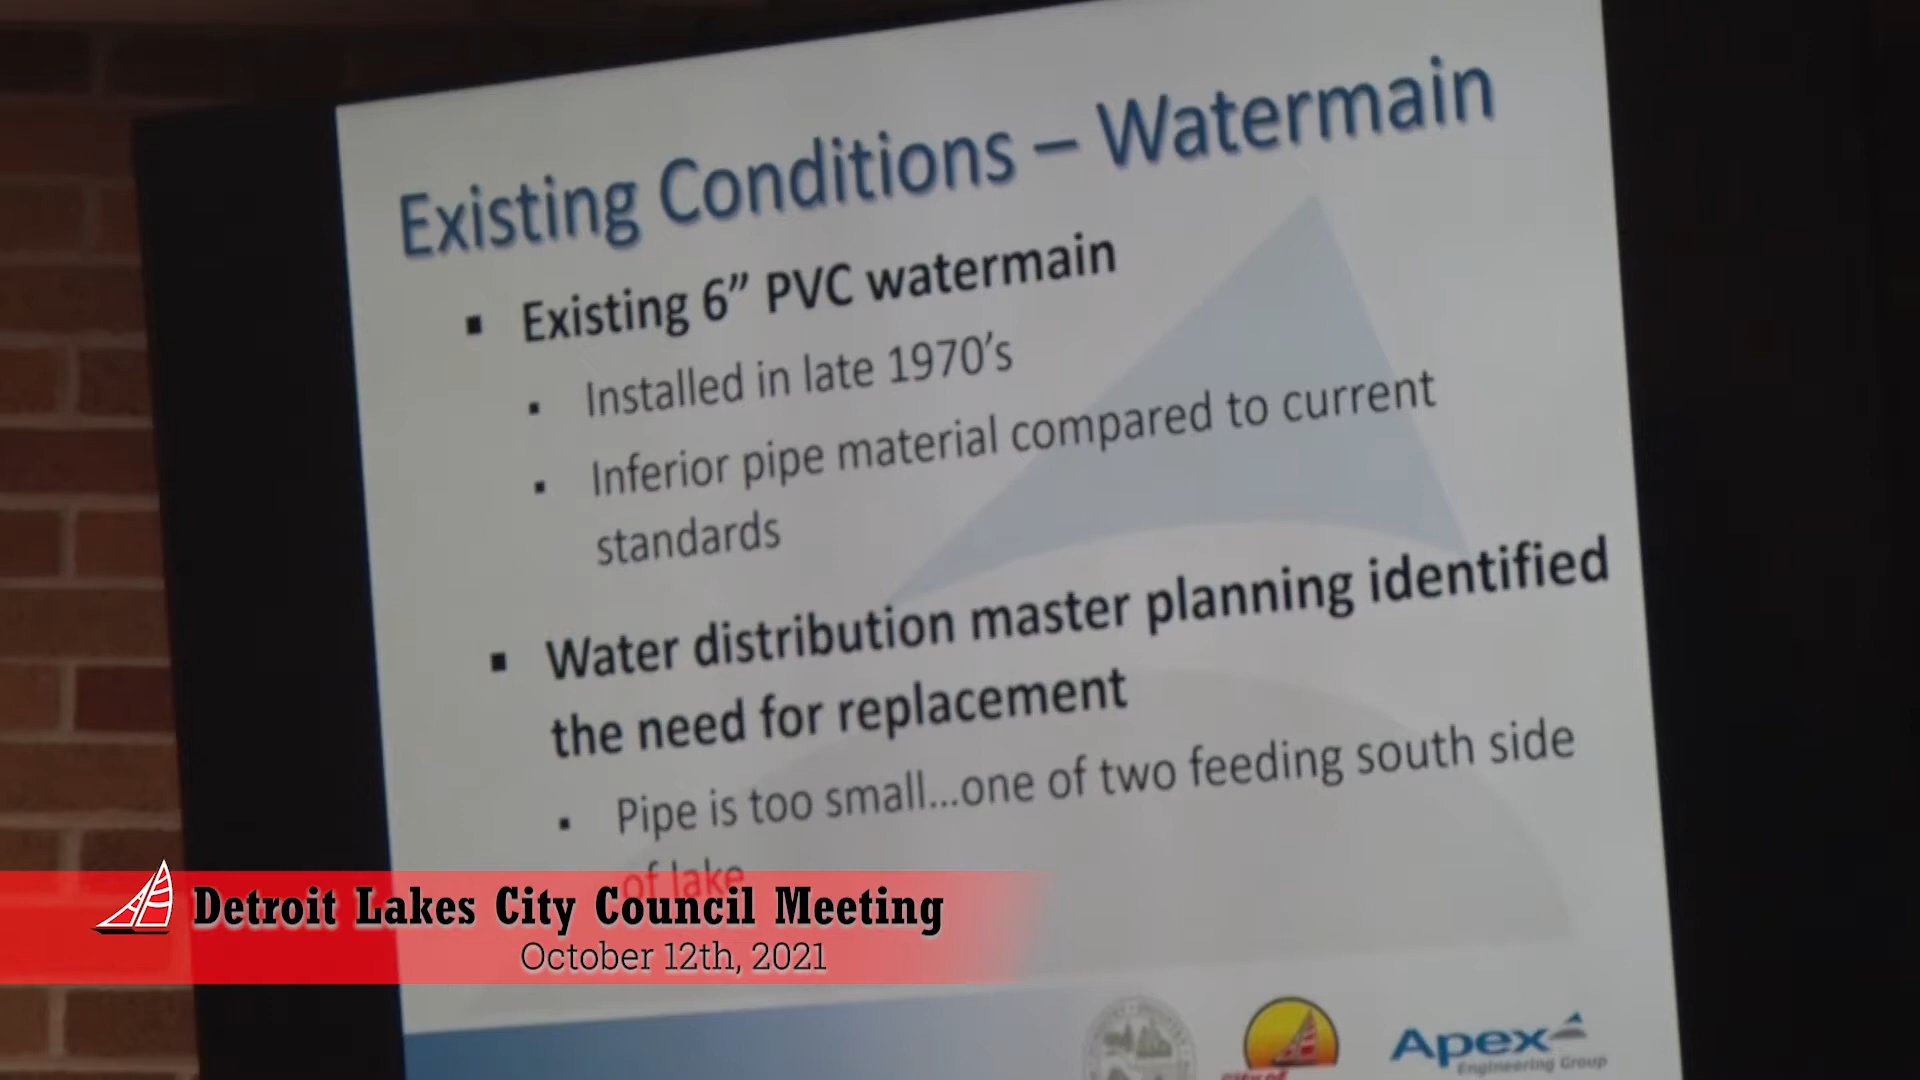 Existing Conditions – Watermain
▪ Existing 6” PVC watermain
▪ Installed in late 1970’s
▪ Inferior pipe material compared to current
standards
▪ Water distribution master planning identified
the need for replacement
▪ Pipe is too small...one of two feeding south side
of lake
Detroit Lakes City Council Meeting
October 12th, 2021
City of
Apex
Engineering Group